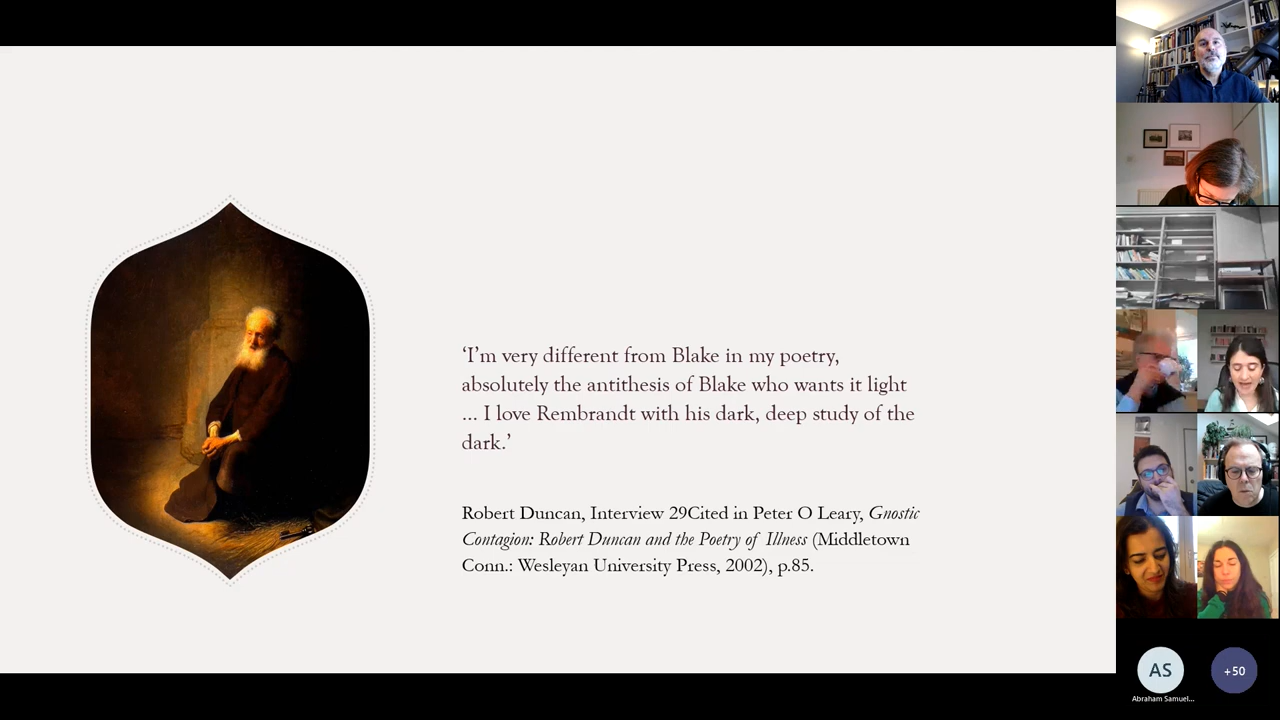 ‘I’m very different from Blake in my poetry,
absolutely the antithesis of Blake who wants it light
... I love Rembrandt with his dark, deep study of the
dark.’
Robert Duncan, Interview 29Cited in Peter O Leary, Gnostic
Contagion: Robert Duncan and the Poetry of Illness (Middletown
Conn.: Wesleyan University Press, 2002), p.85.
AS
+50
Abraham Samuel...